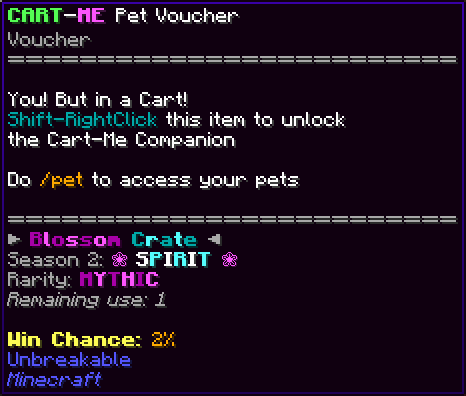 CART-ME Pet Voucher
Voucher
================================
You! But in a Cart!
Shift-RightClick this item to unlock
the Cart-Me Companion
Do /pet to access your pets
================================
► Blossom Crate ◄
Season 2: ❀ SPIRIT ❀
Rarity: MYTHIC
Remaining use: 1
Win Chance: 2%
Unbreakable
Minecraft